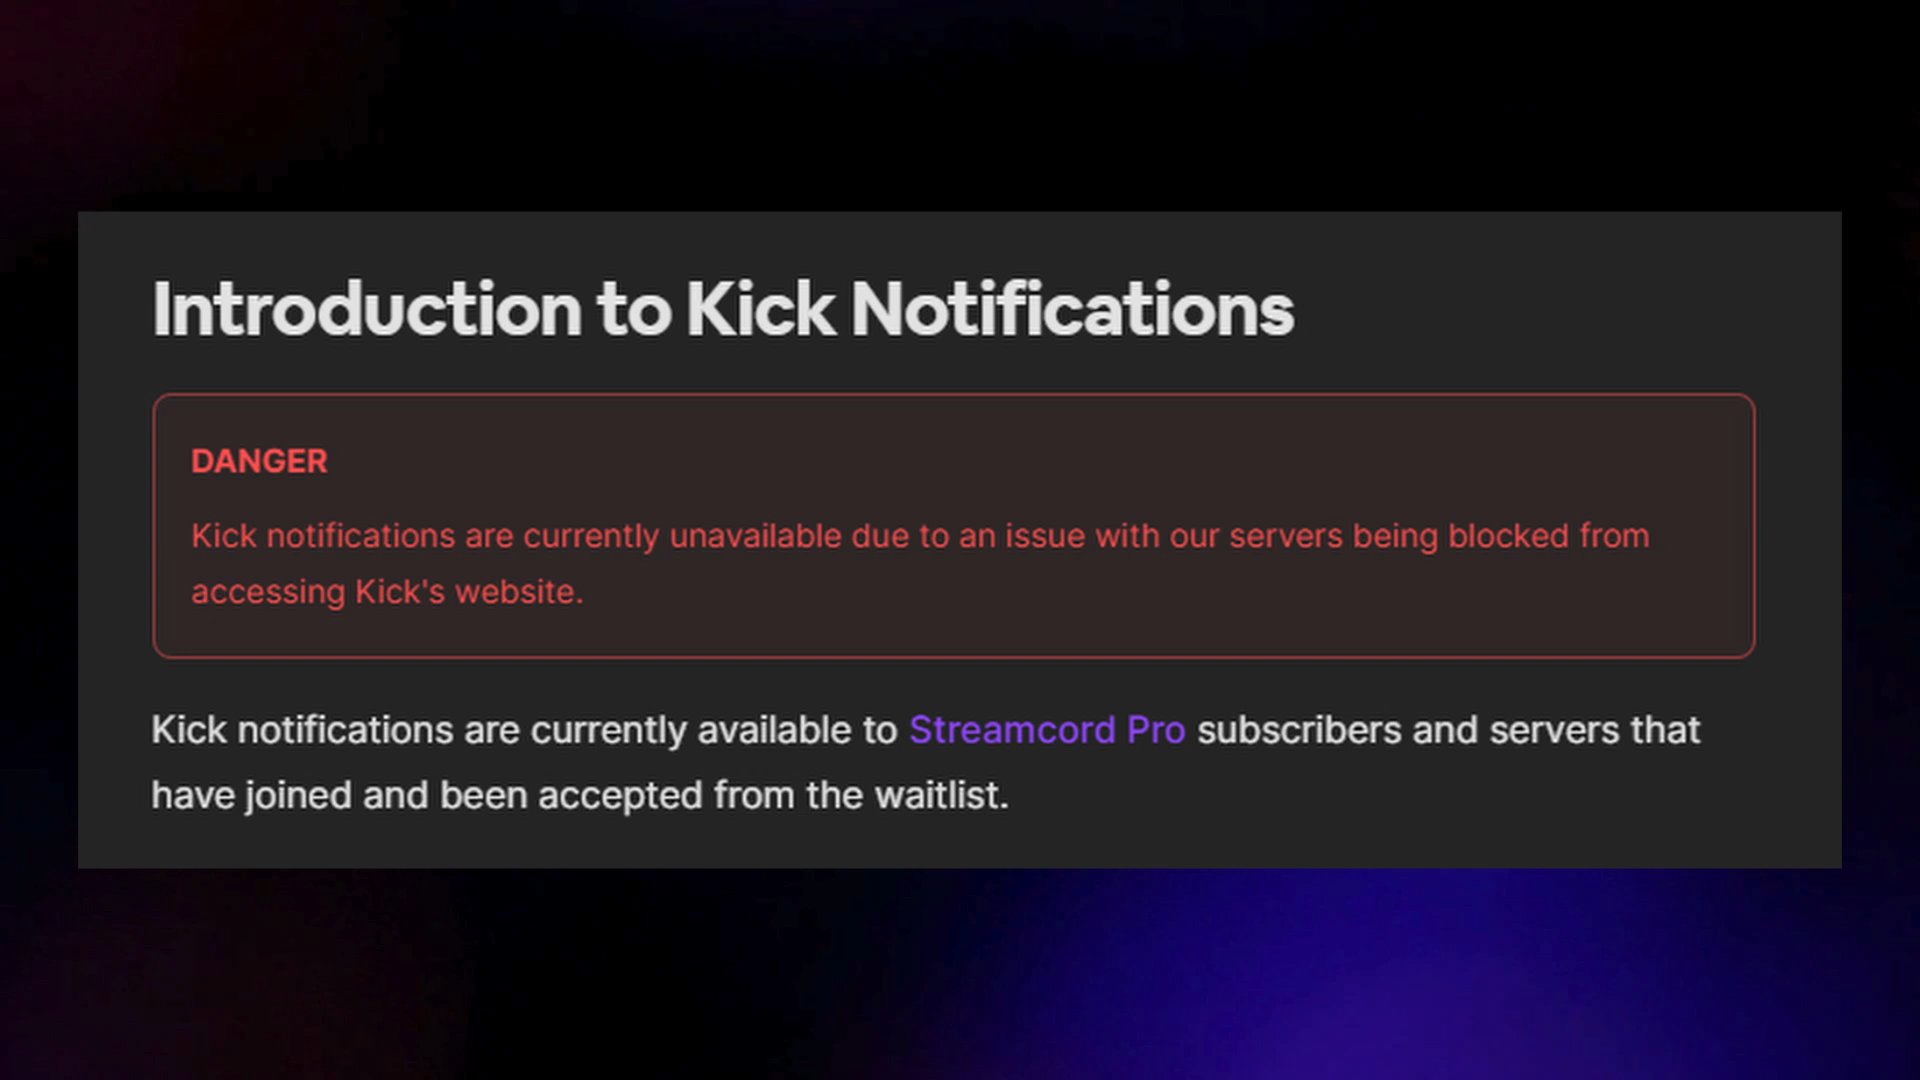 Introduction to Kick Notifications
DANGER
Kick notifications are currently unavailable due to an issue with our servers being blocked from
accessing Kick's website.
Kick notifications are currently available to Streamcord Pro subscribers and servers that
have joined and been accepted from the waitlist.